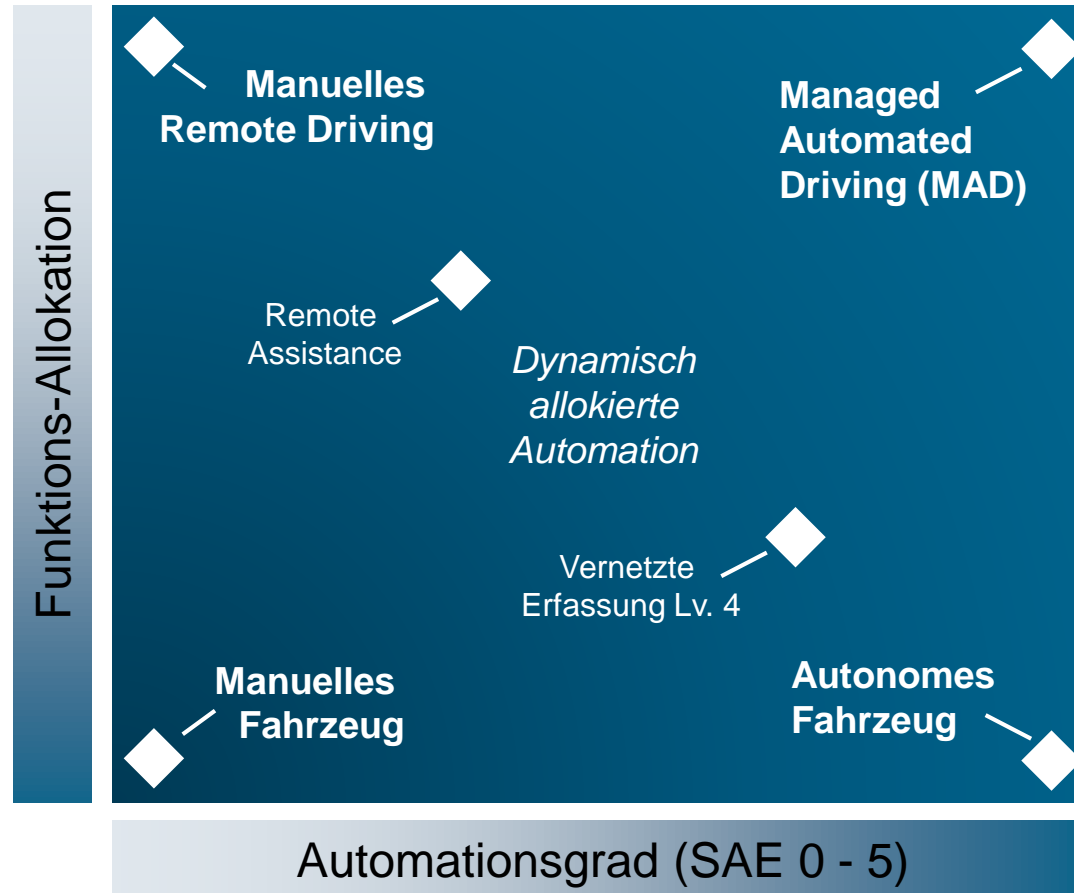 Funktions-Allokation
Manuelles
Remote Driving
Managed
Automated
Driving (MAD)
Remote
Assistance
Dynamisch
allokierte
Automation
Vernetzte
Erfassung Lv. 4
Manuelles
Fahrzeug
Autonomes
Fahrzeug
Automationsgrad (SAE 0 - 5)